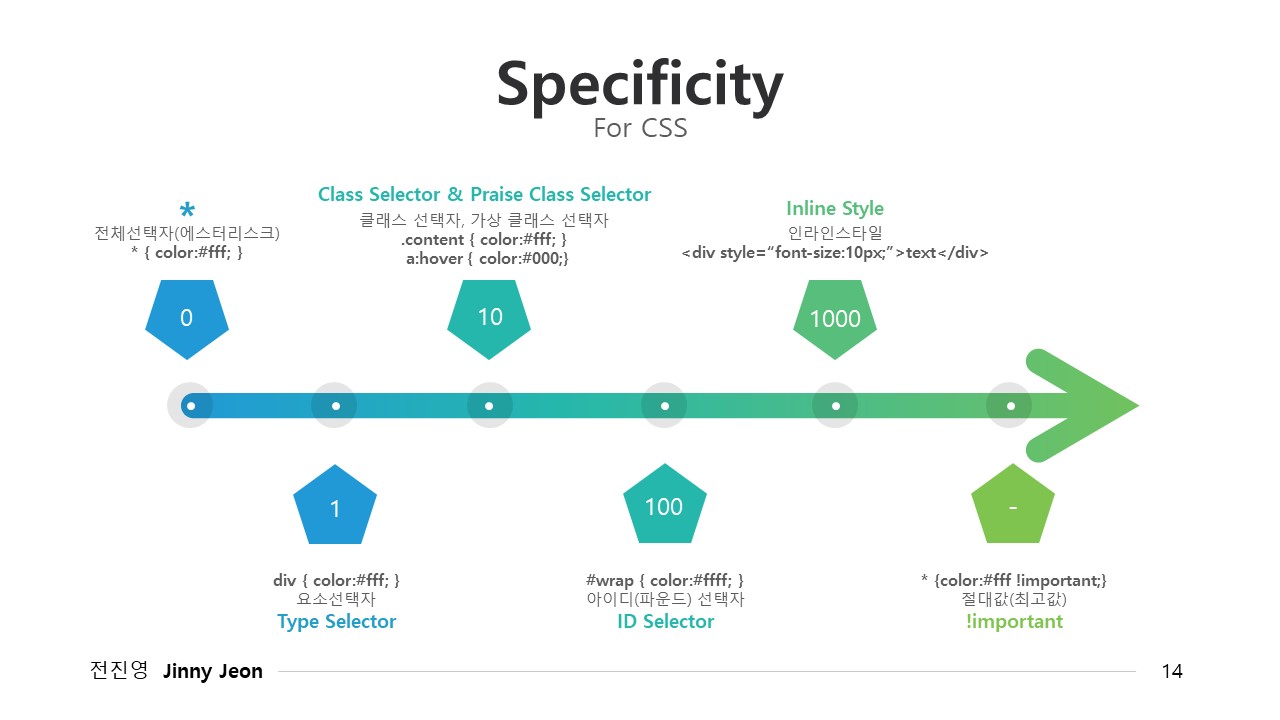 Specificity
For CSS
*
전체선택자(에스터리스크)
* { color:#fff; }
0
Class Selector & Praise Class Selector
클래스 선택자, 가상 클래스 선택자
.content { color:#fff; }
a:hover { color:#000;}
10
Inline Style
인라인스타일
<div style=“font-size:10px;”>text</div>
1000
1
div { color:#fff; }
요소선택자
Type Selector
100
#wrap { color:#ffff; }
아이디(파운드) 선택자
ID Selector
-
* {color:#fff !important;}
절대값(최고값)
!important
전진영 Jinny Jeon
14